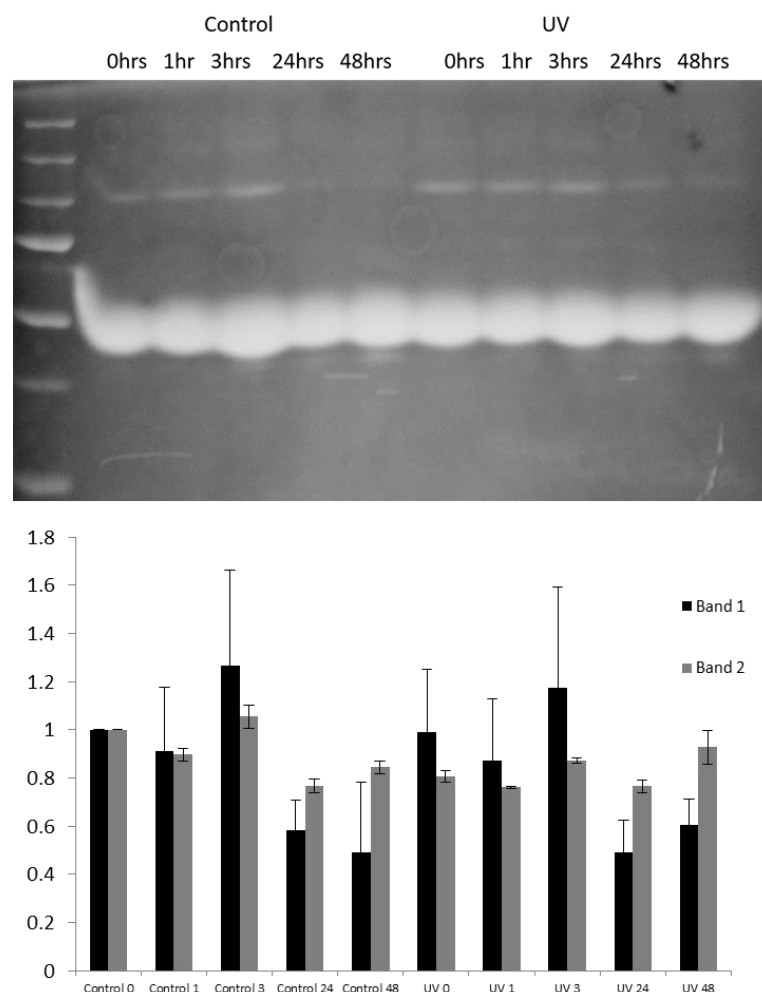 Control UV
0hrs 1hr 3hrs 24hrs 48hrs 0hrs 1hr 3hrs 24hrs 48hrs
1.8
1.6
1.4
1.2
1
0.8
0.6
0.4
0.2
0
Band 1
Band 2
Control 0 Control 1 Control 3 Control 24 Control 48 UV 0 UV 1 UV 3 UV 24 UV 48